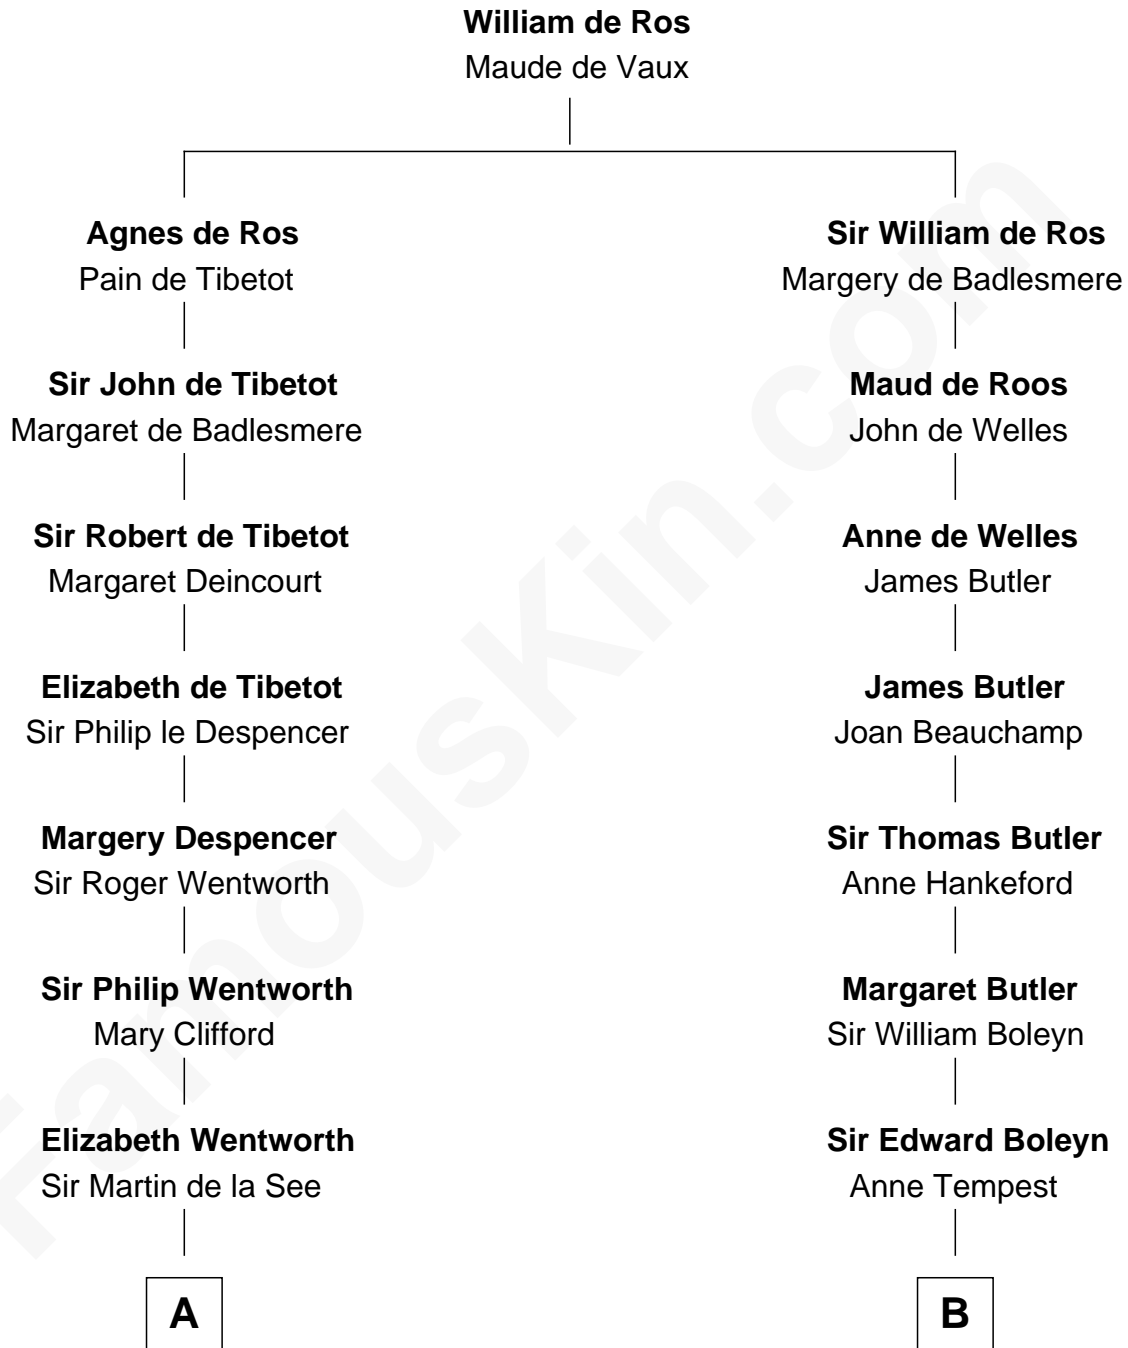 William de Ros
Maude de Vaux
Agnes de Ros
Pain de Tibetot
Sir William de Ros
Margery de Badlesmere
Sir John de Tibetot
Margaret de Badlesmere
Maud de Roos
John de Welles
Sir Robert de Tibetot
Margaret Deincourt
Anne de Welles
James Butler
Elizabeth de Tibetot
Sir Philip le Despencer
James Butler
Joan Beauchamp
Margery Despencer
Sir Roger Wentworth
Sir Thomas Butler
Anne Hankeford
Sir Philip Wentworth
Mary Clifford
Margaret Butler
Sir William Boleyn
Elizabeth Wentworth
Sir Martin de la See
Sir Edward Boleyn
Anne Tempest
A
B
FamousKin.com